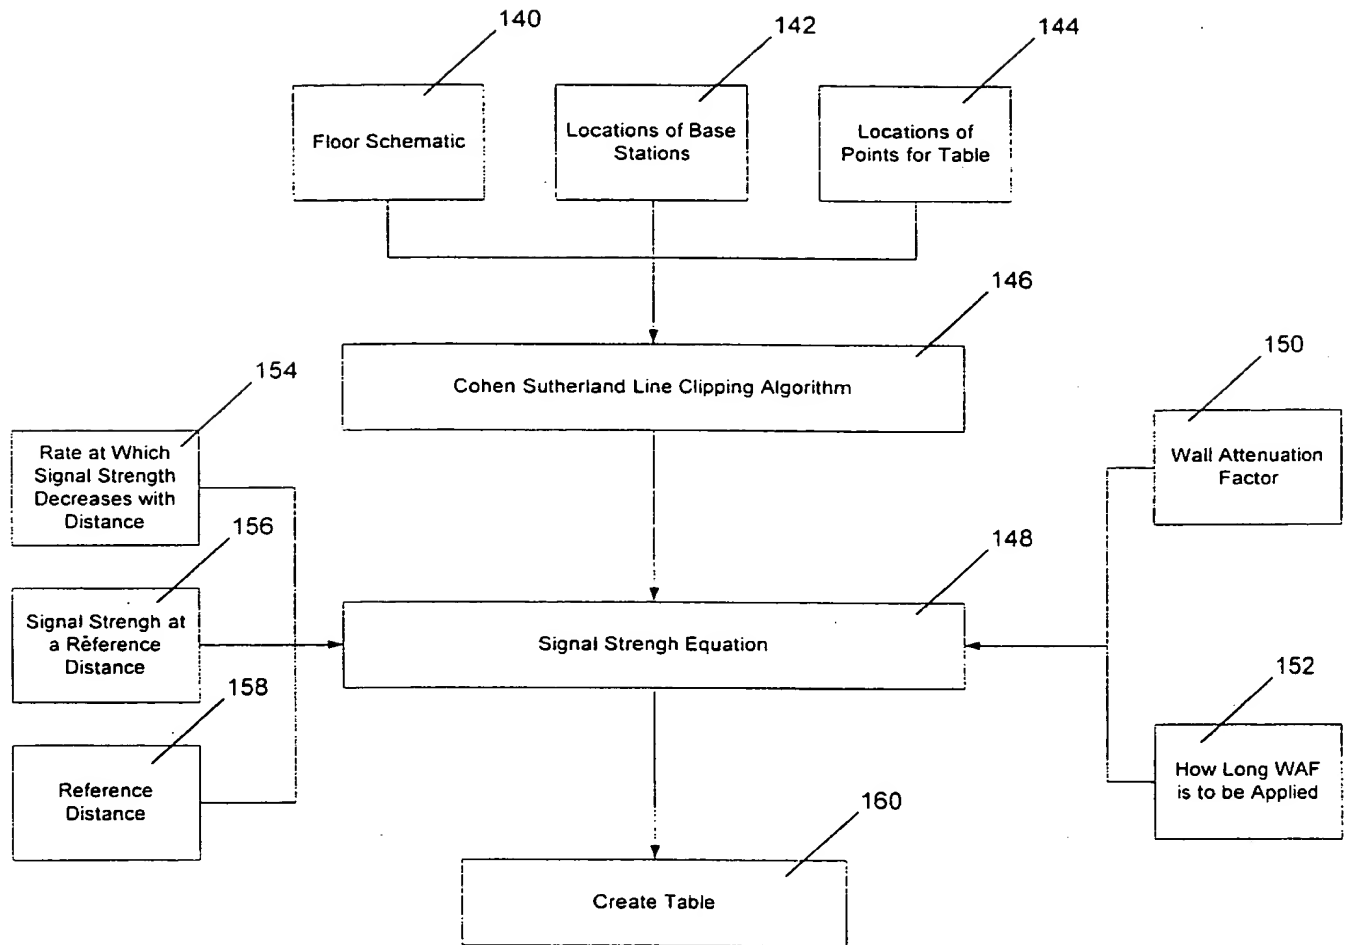 140
142
144
Floor Schematic
Locations of Base
Stations
Locations of
Points for Table
146
Cohen Sutherland Line Clipping Algorithm
150
Wall Attenuation
Factor
154
Rate at Which
Signal Strength
Decreases with
Distance
156
Signal Strengh at
a Reference
Distance
148
Signal Strengh Equation
152
How Long WAF
is to be Applied
158
Reference
Distance
160
Create Table